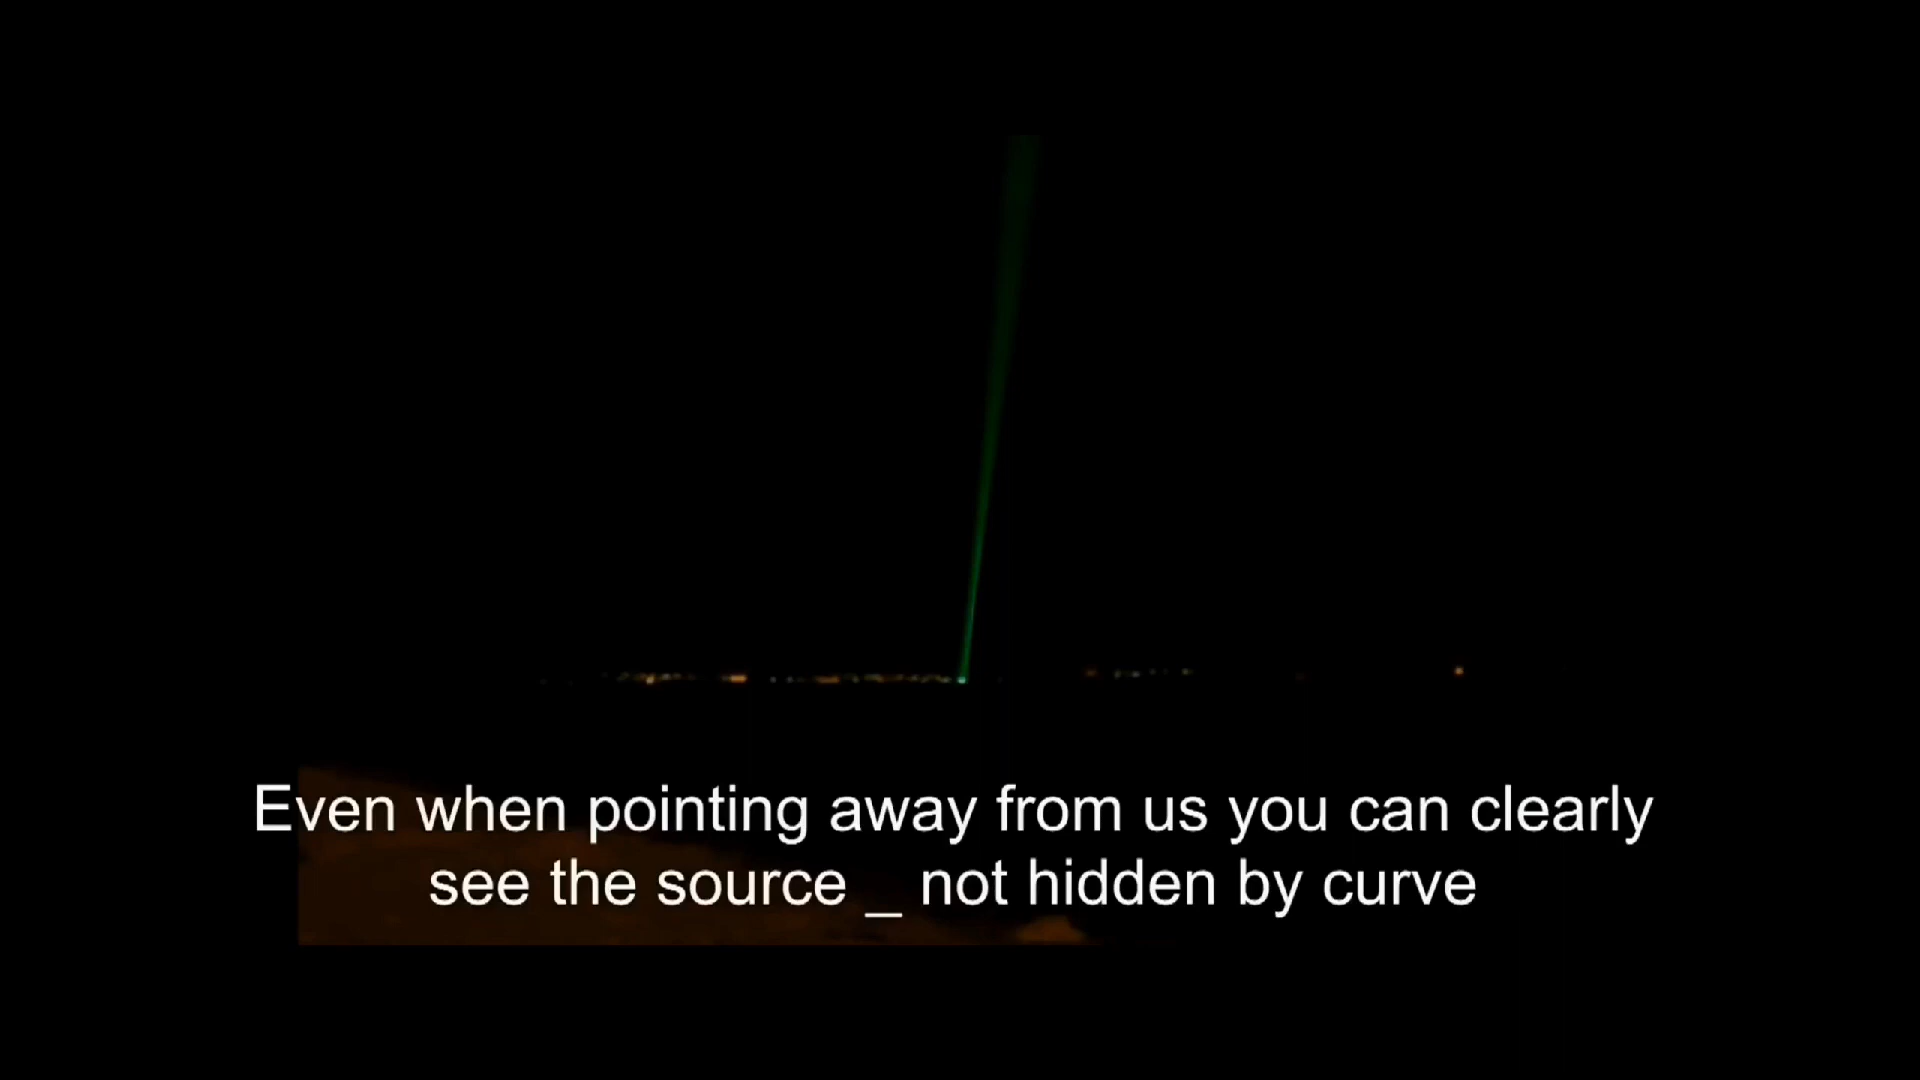 Even when pointing away from us you can clearly
see the source _ not hidden by curve